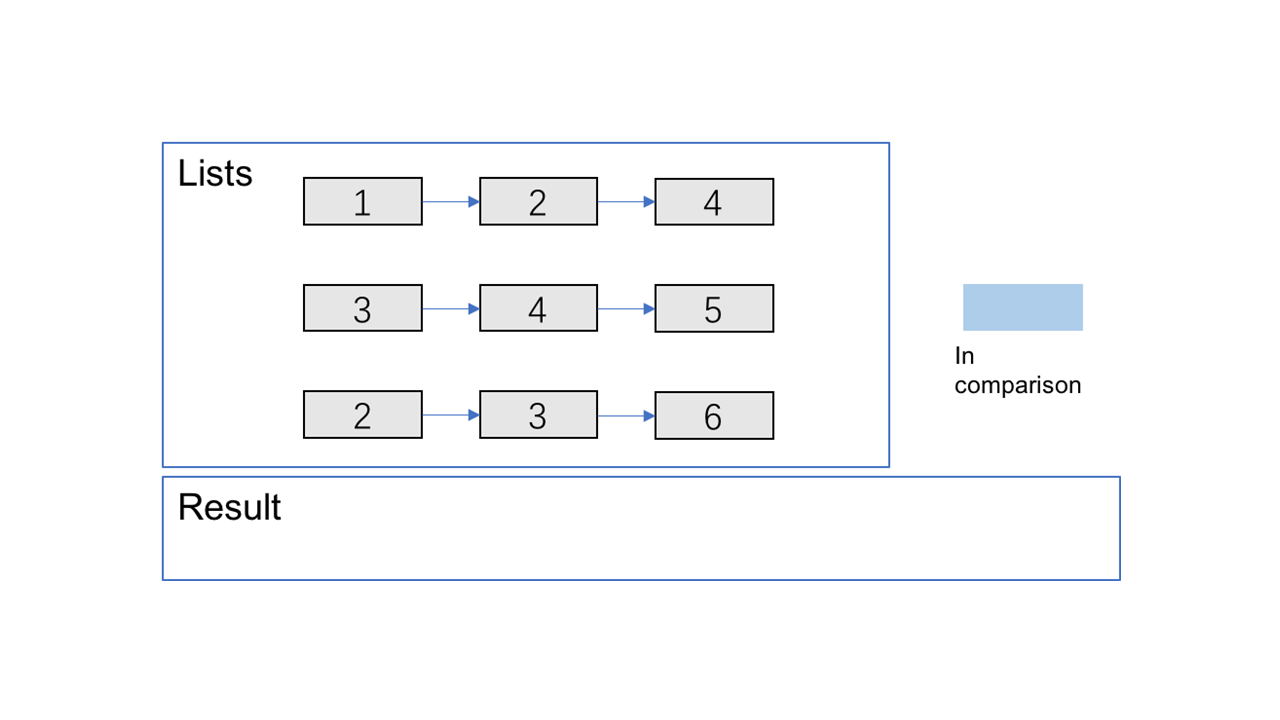 Lists
1 2 4
3 4 5
2 3 6
In
comparison
Result